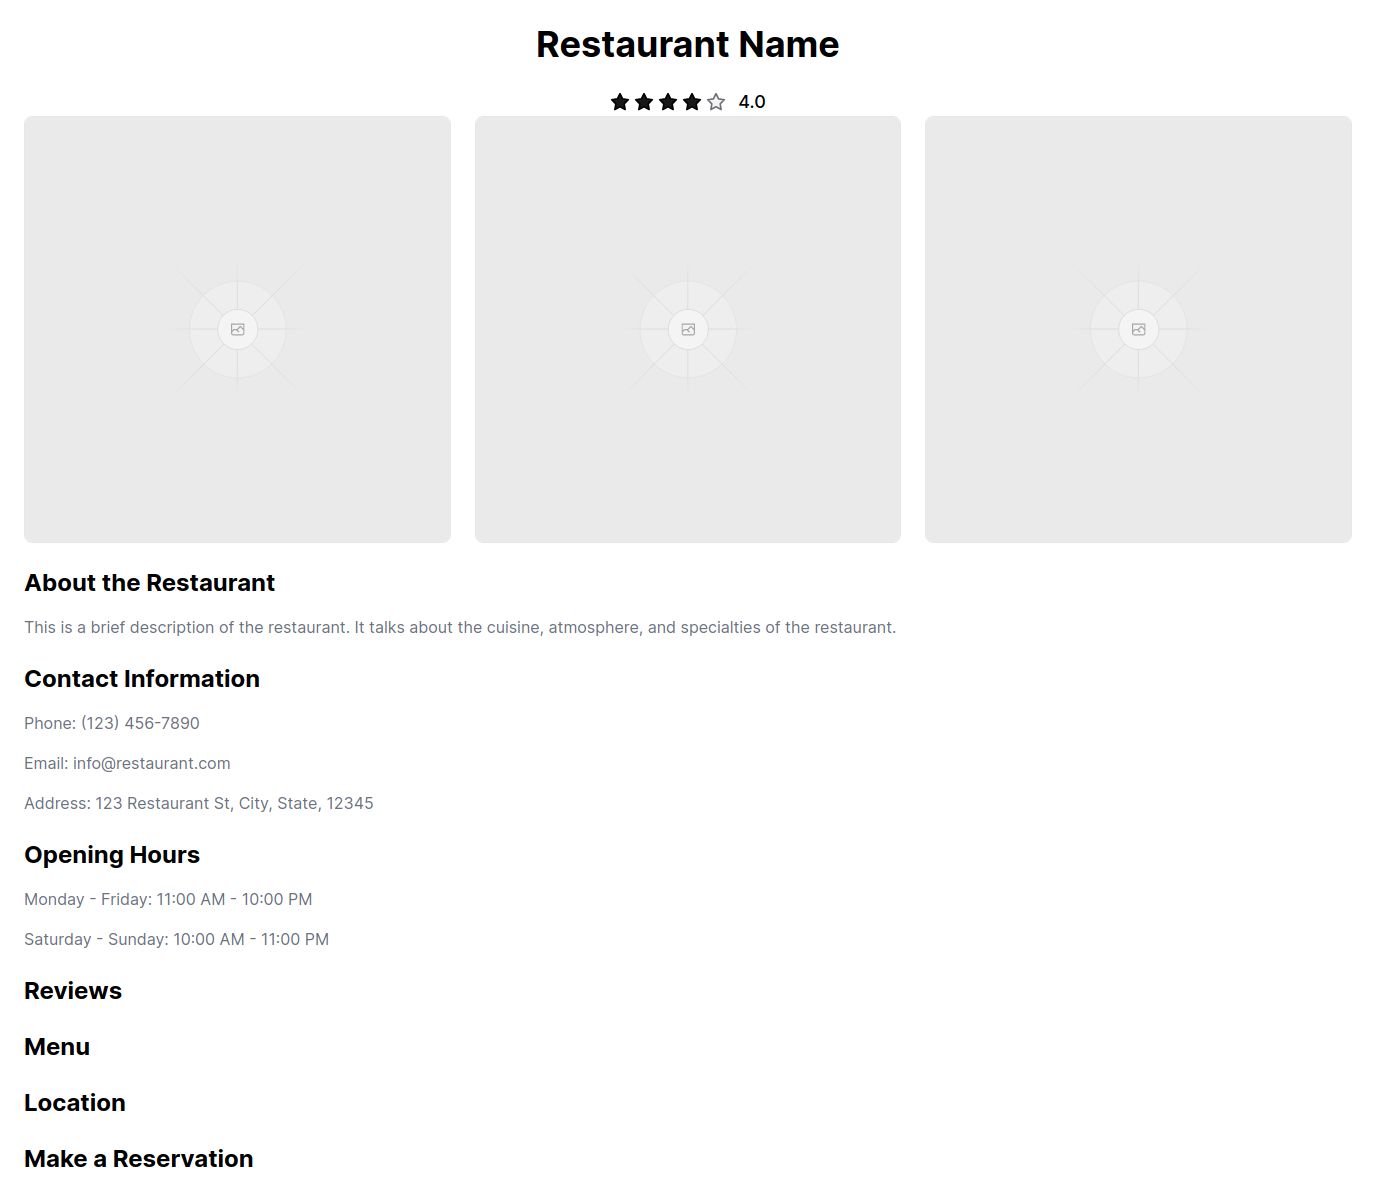 Restaurant Name
4.0
About the Restaurant
This is a brief description of the restaurant. It talks about the cuisine, atmosphere, and specialties of the restaurant.
Contact Information
Phone: (123) 456-7890
Email: info@restaurant.com
Address: 123 Restaurant St, City, State, 12345
Opening Hours
Monday - Friday: 11:00 AM - 10:00 PM
Saturday - Sunday: 10:00 AM - 11:00 PM
Reviews
Menu
Location
Make a Reservation